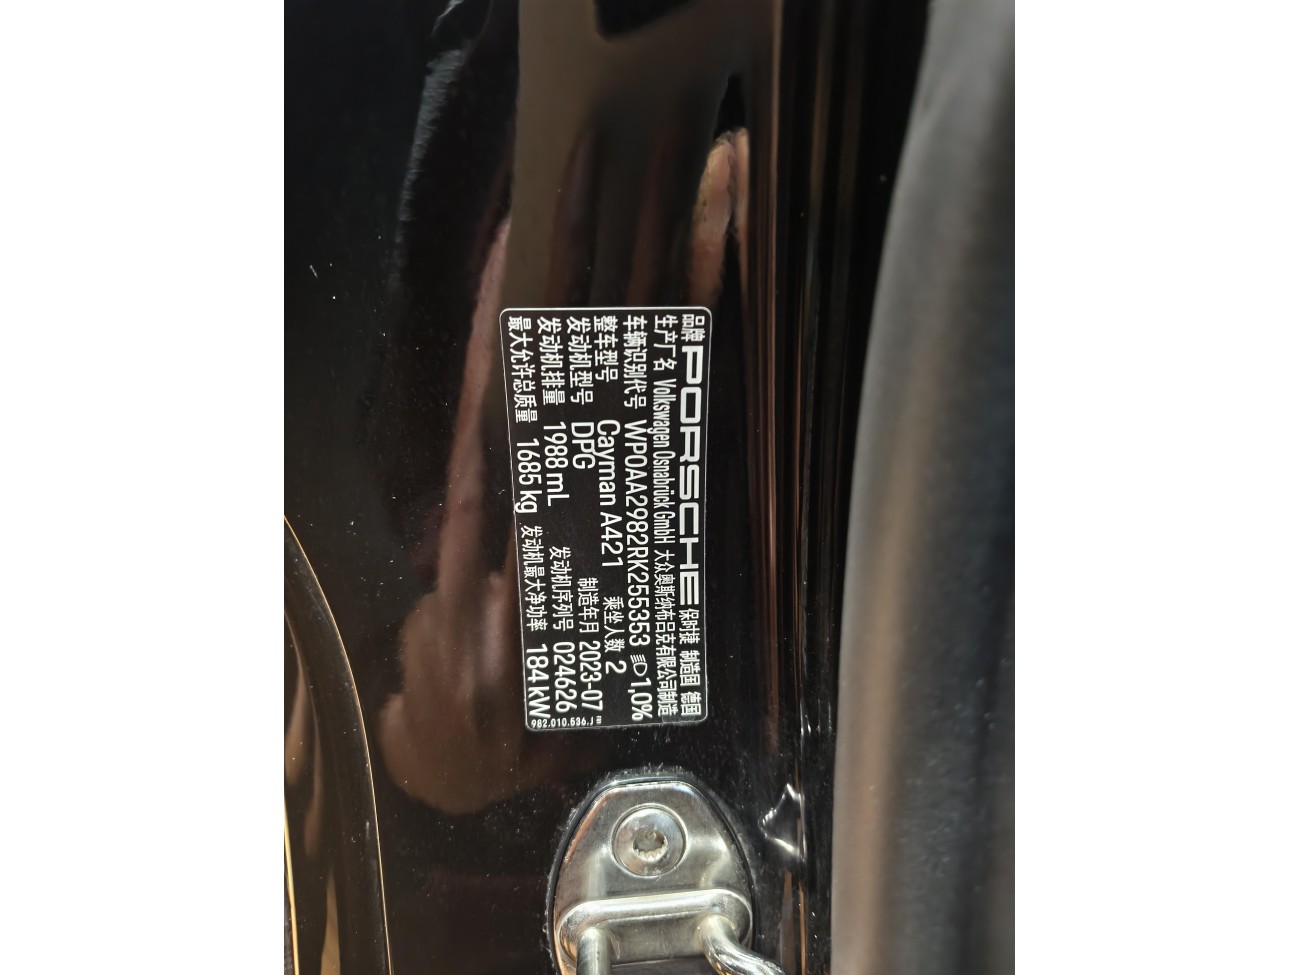 品牌 PORSCHE 保时捷 制造国 德国
生产厂名 Volkswagen Osnabrück GmbH 大众奥斯纳布吕克有限公司制造
车辆识别代号 WP0AA2982RK255353 1,0%
整车型号 Cayman A421 乘坐人数 2
发动机型号 DPG 制造年月 2023-07
发动机排量 1988 mL 发动机序列号 024626
最大允许总质量 1685 kg 发动机最大净功率 184 kW
982.010.536.J